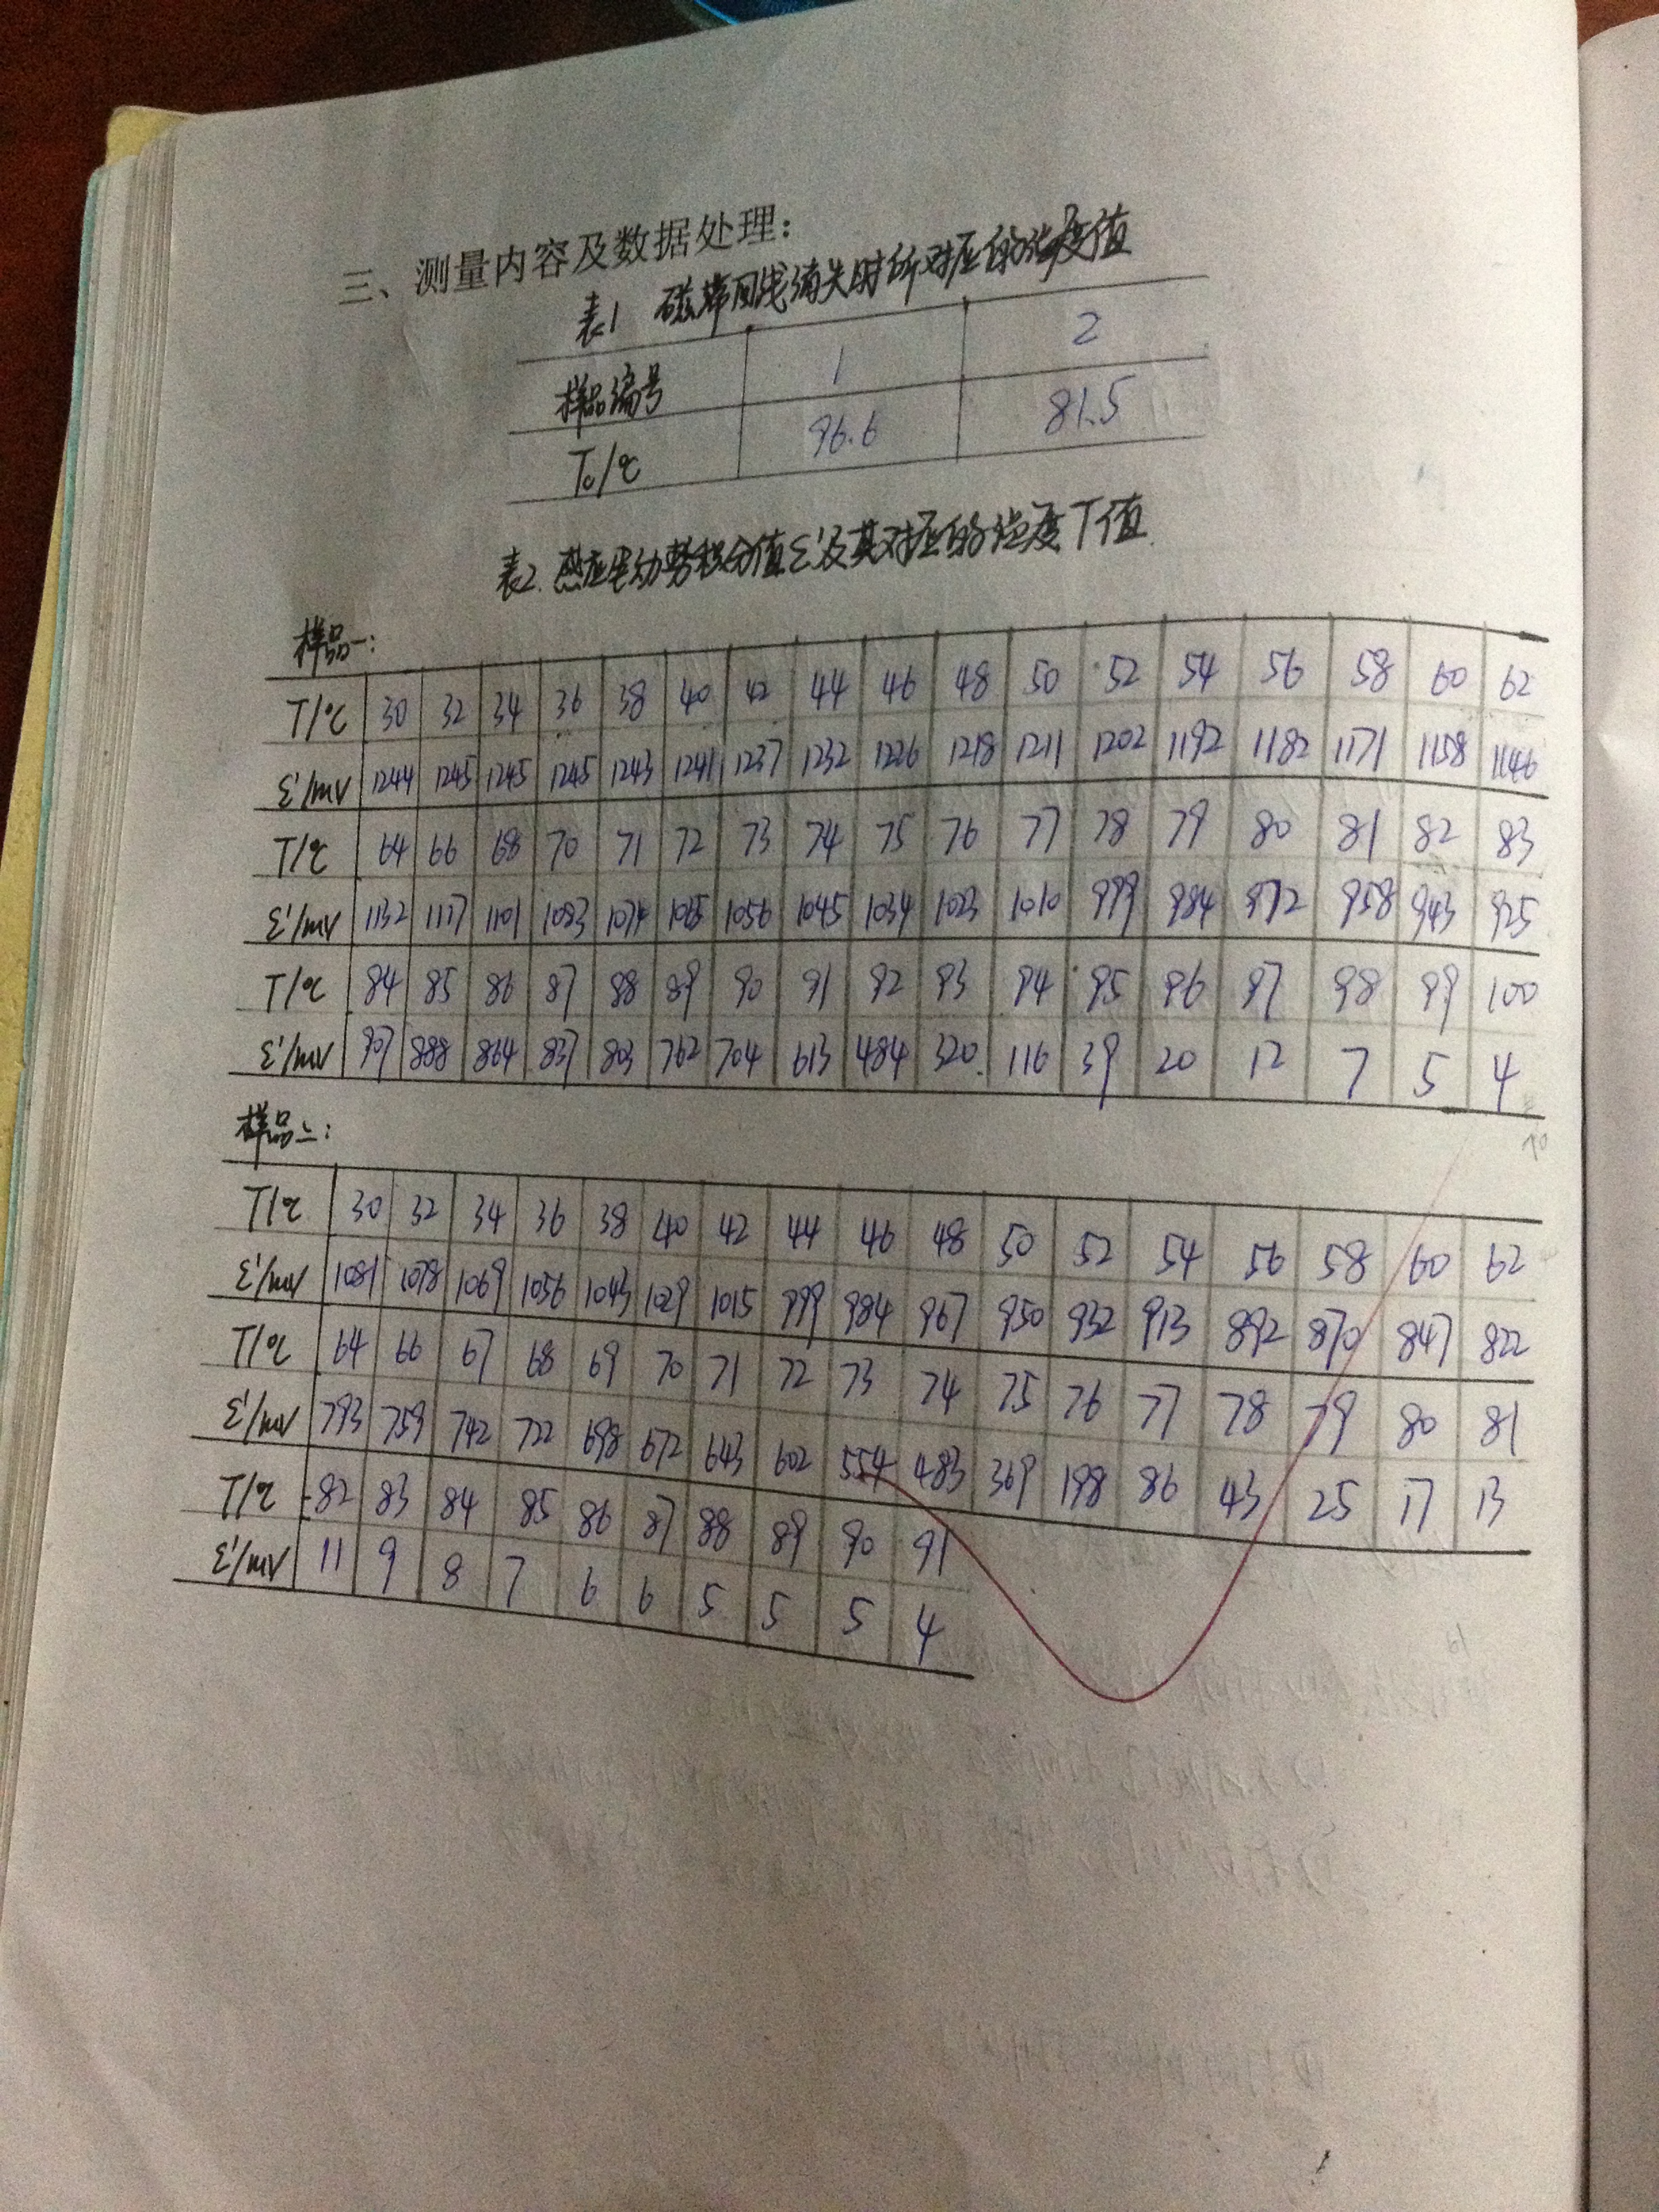 三、测量内容及数据处理：
表1 磁滞回线消失时所对应的温度值
样品编号 1 2
Tc/℃ 96.6 81.5
表2. 感应电动势积分值ε'及其对应的温度T值.
样品一：
T/℃ 30 32 34 36 38 40 42 44 46 48 50 52 54 56 58 60 62
ε'/mV 1244 1245 1245 1245 1243 1241 1237 1232 1226 1218 1211 1202 1192 1182 1171 1158 1146
T/℃ 64 66 68 70 71 72 73 74 75 76 77 78 79 80 81 82 83
ε'/mV 1132 1117 1101 1083 1074 1065 1056 1045 1034 1023 1010 999 984 972 958 943 925
T/℃ 84 85 86 87 88 89 90 91 92 93 94 95 96 97 98 99 100
ε'/mV 907 888 864 837 803 762 704 613 484 320 116 39 20 12 7 5 4
样品二：
T/℃ 30 32 34 36 38 40 42 44 46 48 50 52 54 56 58 60 62
ε'/mV 1081 1078 1069 1056 1043 1029 1015 999 984 967 950 932 913 892 870 847 822
T/℃ 64 66 67 68 69 70 71 72 73 74 75 76 77 78 79 80 81
ε'/mV 793 759 742 722 698 672 643 602 554 483 369 198 86 43 25 17 13
T/℃ 82 83 84 85 86 87 88 89 90 91
ε'/mV 11 9 8 7 6 6 5 5 5 4